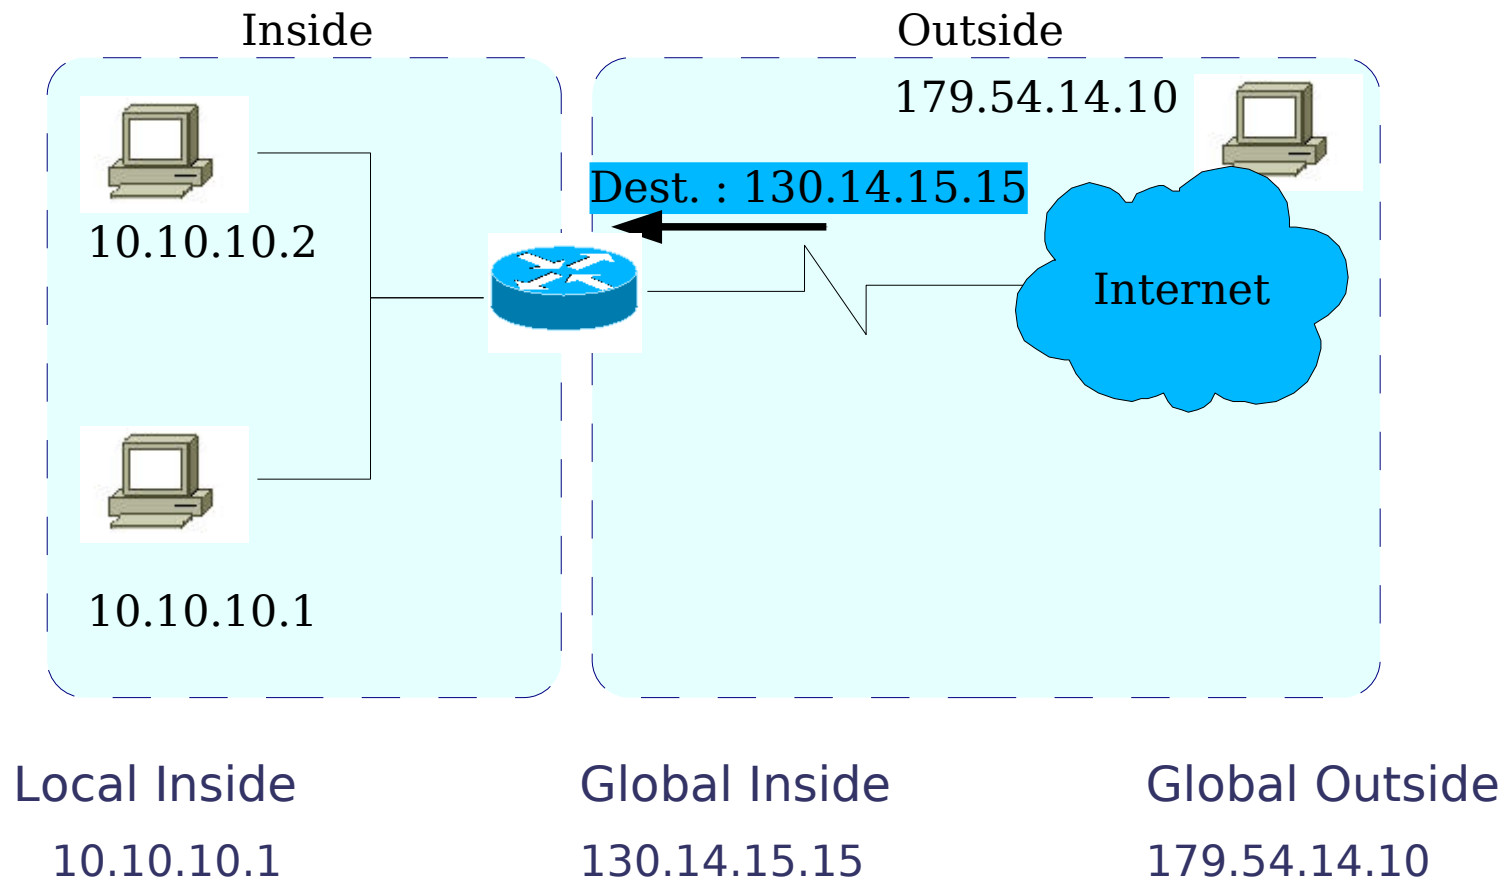 Inside
Outside
179.54.14.10
Dest. : 130.14.15.15
10.10.10.2
Internet
10.10.10.1
Local Inside
Global Inside
Global Outside
10.10.10.1
130.14.15.15
179.54.14.10